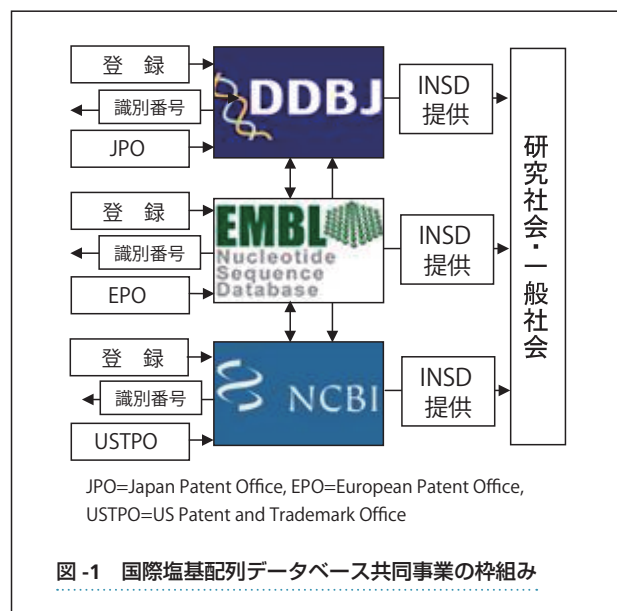 登 録
識別番号
JPO
DDBJ
INSD
提供
登 録
識別番号
EPO
EMBL
Nucleotide
Sequence
Database
INSD
提供
登 録
識別番号
USTPO
NCBI
INSD
提供
研究社会・一般社会
JPO=Japan Patent Office, EPO=European Patent Office,
USTPO=US Patent and Trademark Office
図 -1 国際塩基配列データベース共同事業の枠組み